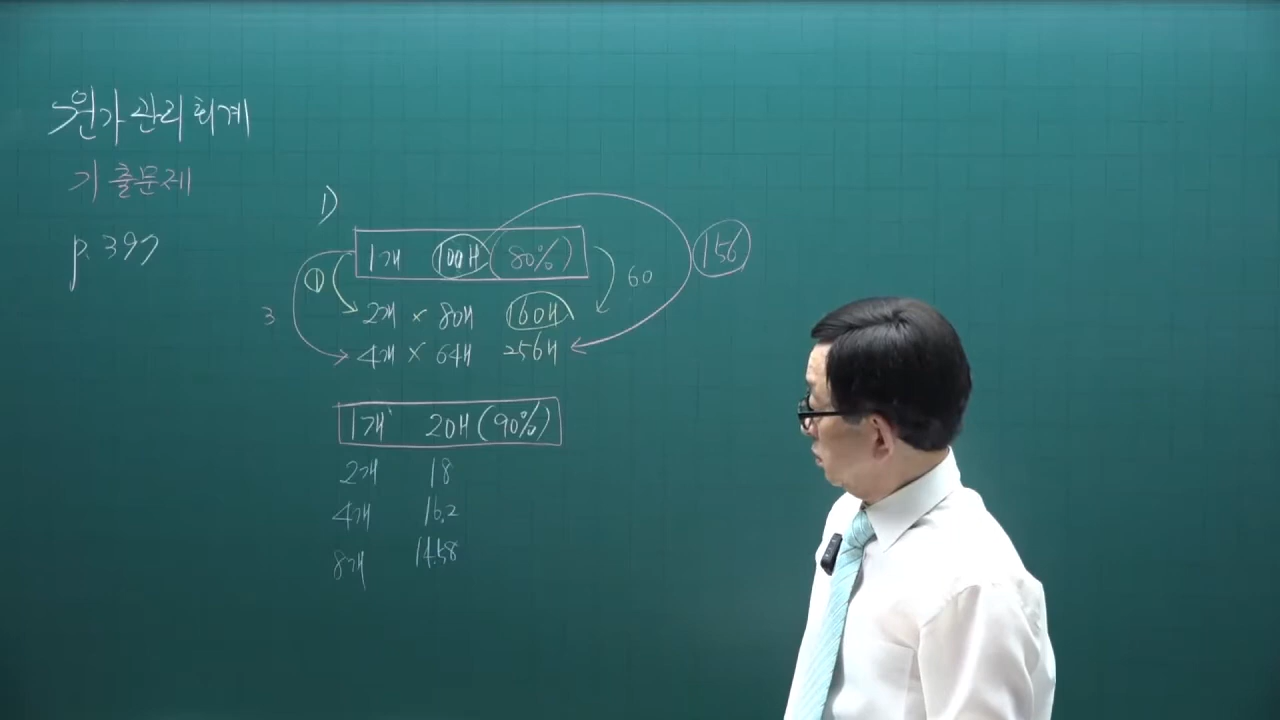 원가관리회계
기출문제
p.397
1)
1개 100H (80%)
156
①
60
2개 × 80H 160H
3
4개 × 64H 256H
1개 20H (90%)
2개 18
4개 16.2
8개 14.58